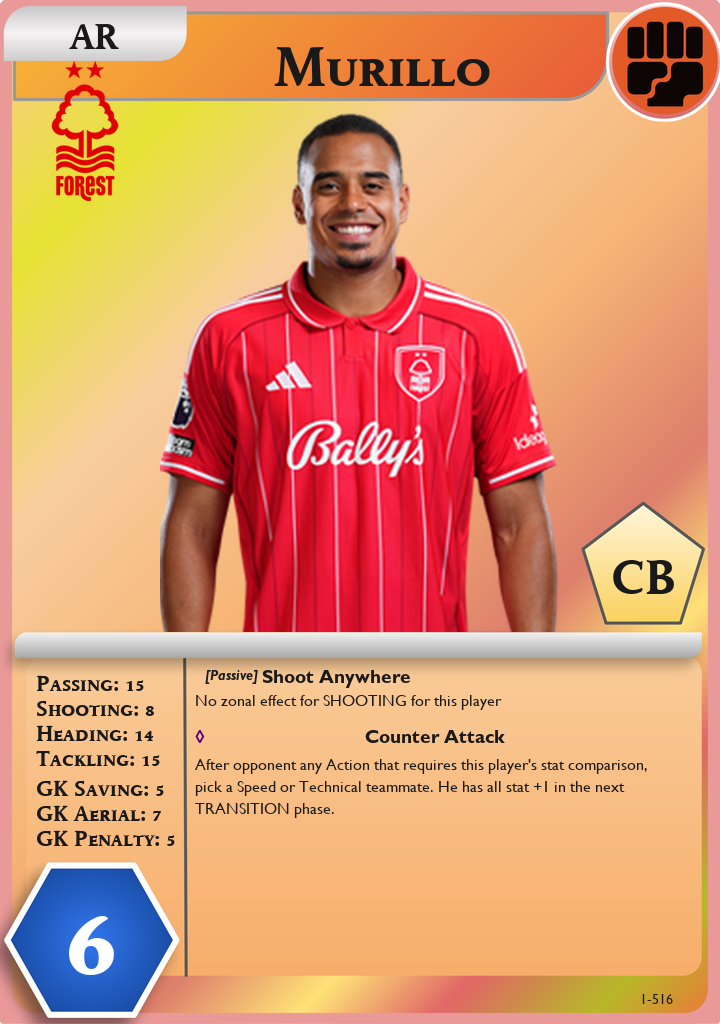 AR
Murillo
FOREST
Bally's
CB
Passing: 15
Shooting: 8
Heading: 14
Tackling: 15
GK Saving: 5
GK Aerial: 7
GK Penalty: 5
6
[Passive] Shoot Anywhere
No zonal effect for SHOOTING for this player
◊ Counter Attack
After opponent any Action that requires this player's stat comparison,
pick a Speed or Technical teammate. He has all stat +1 in the next
TRANSITION phase.
1-516